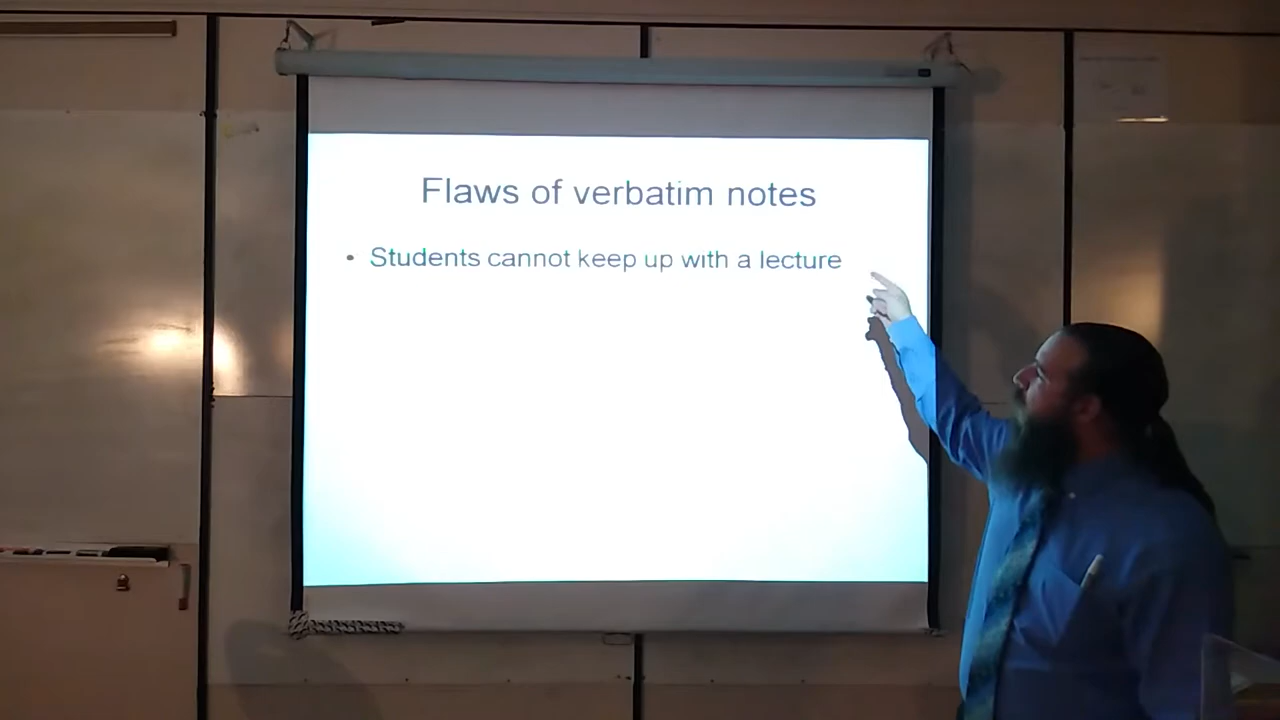 Flaws of verbatim notes
• Students cannot keep up with a lecture